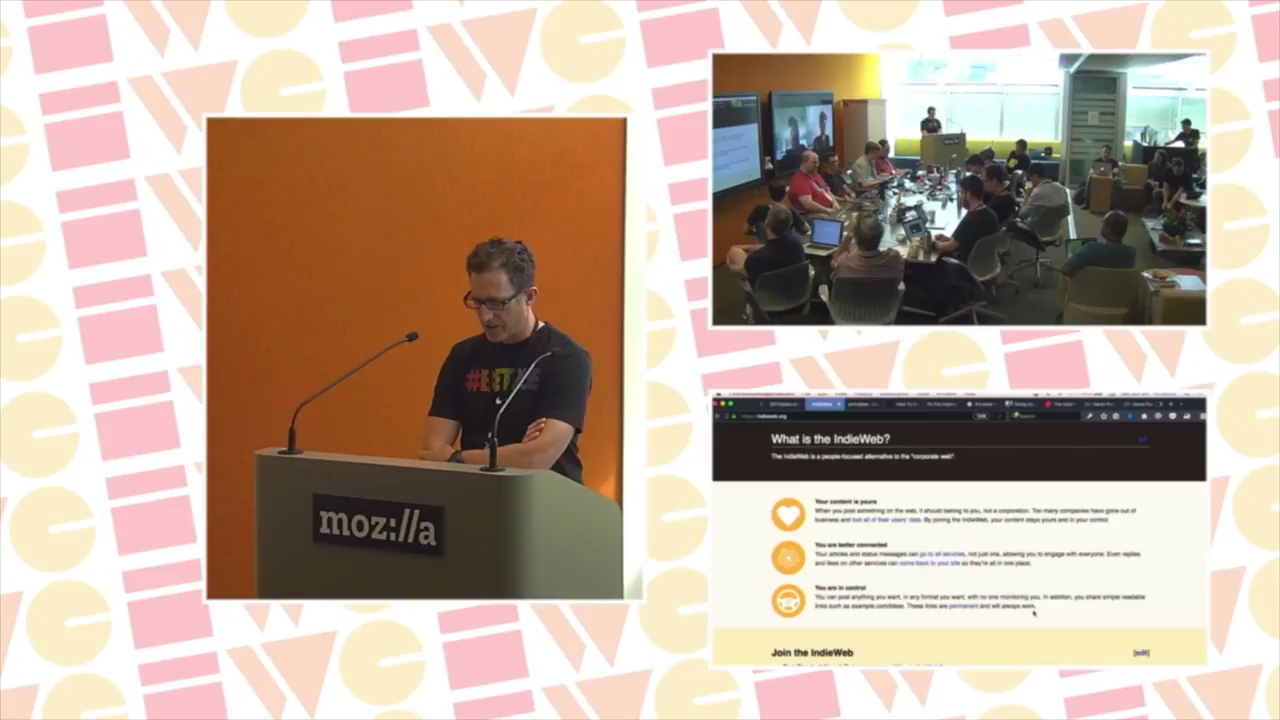 #BETRUE
moz://a
What is the IndieWeb?
The IndieWeb is a people-focused alternative to the "corporate web".
Your content is yours
When you post something on the web, it should belong to you, not a corporation. Too many companies have gone out of
business and lost all of their users' data. By joining the IndieWeb, your content stays yours and in your control.
You are better connected
Your articles and status messages can go to all services, not just one, allowing you to engage with everyone. Even replies
and likes on other services can come back to your site so they're all in one place.
You are in control
You can post anything you want, in any format you want, with no one monitoring you. In addition, you share simple readable
links such as example.com/ideas. These links are permanent and will always work.
Join the IndieWeb
[edit]